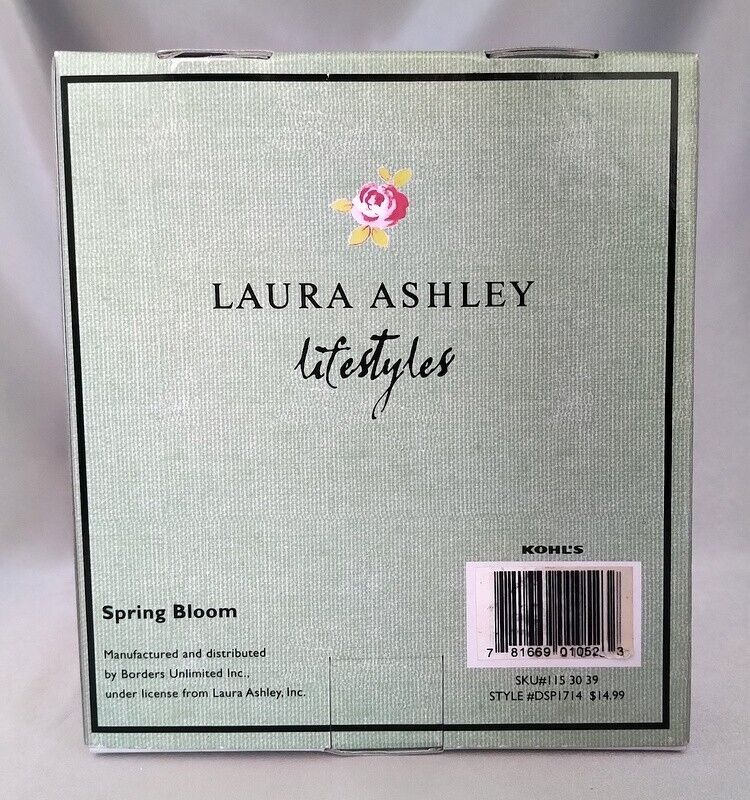 LAURA ASHLEY
lifestyles
KOHL'S
7 81669 01052 3
SKU#115 30 39
STYLE #DSP1714 $14.99
Spring Bloom
Manufactured and distributed
by Borders Unlimited Inc.,
under license from Laura Ashley, Inc.